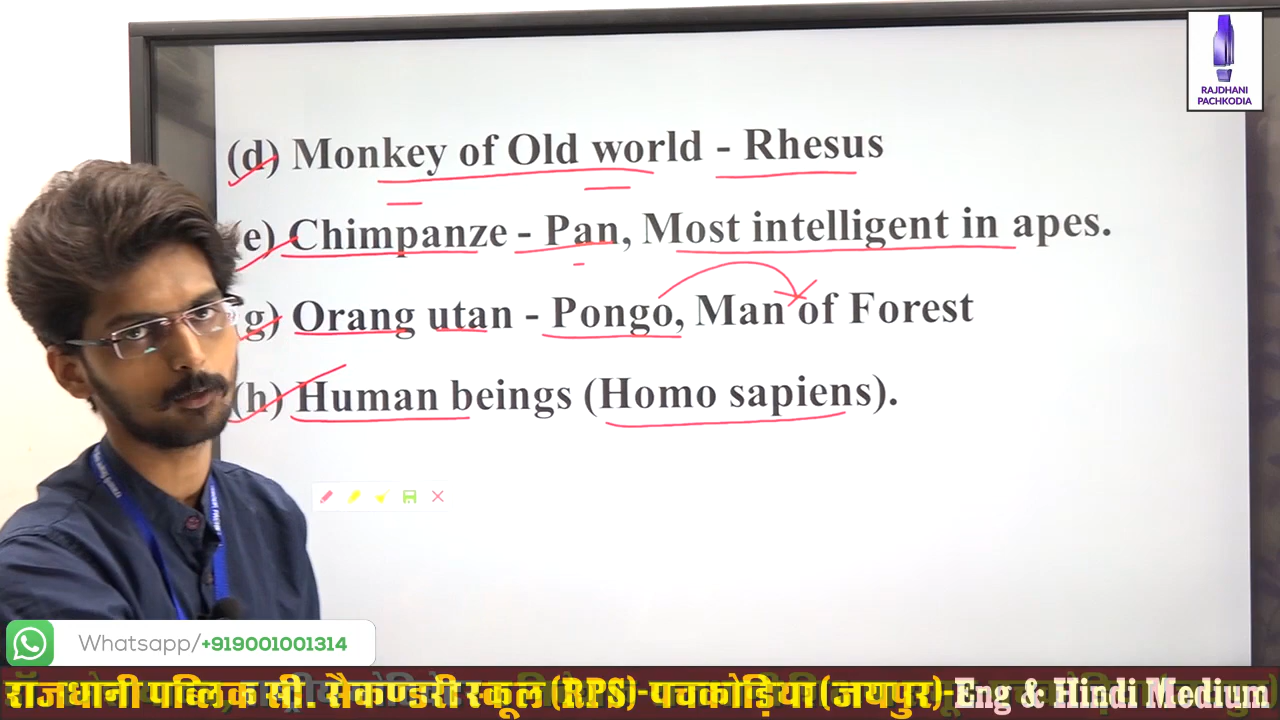 RAJDHANI
PACHKODIA
(d) Monkey of Old world - Rhesus
(e) Chimpanze - Pan, Most intelligent in apes.
(g) Orang utan - Pongo, Man of Forest
(h) Human beings (Homo sapiens).
Whatsapp/+919001001314
राजधानी पब्लिक सी. सैकण्डरी स्कूल (RPS)-पचकोड़िया (जयपुर)-Eng & Hindi Medium